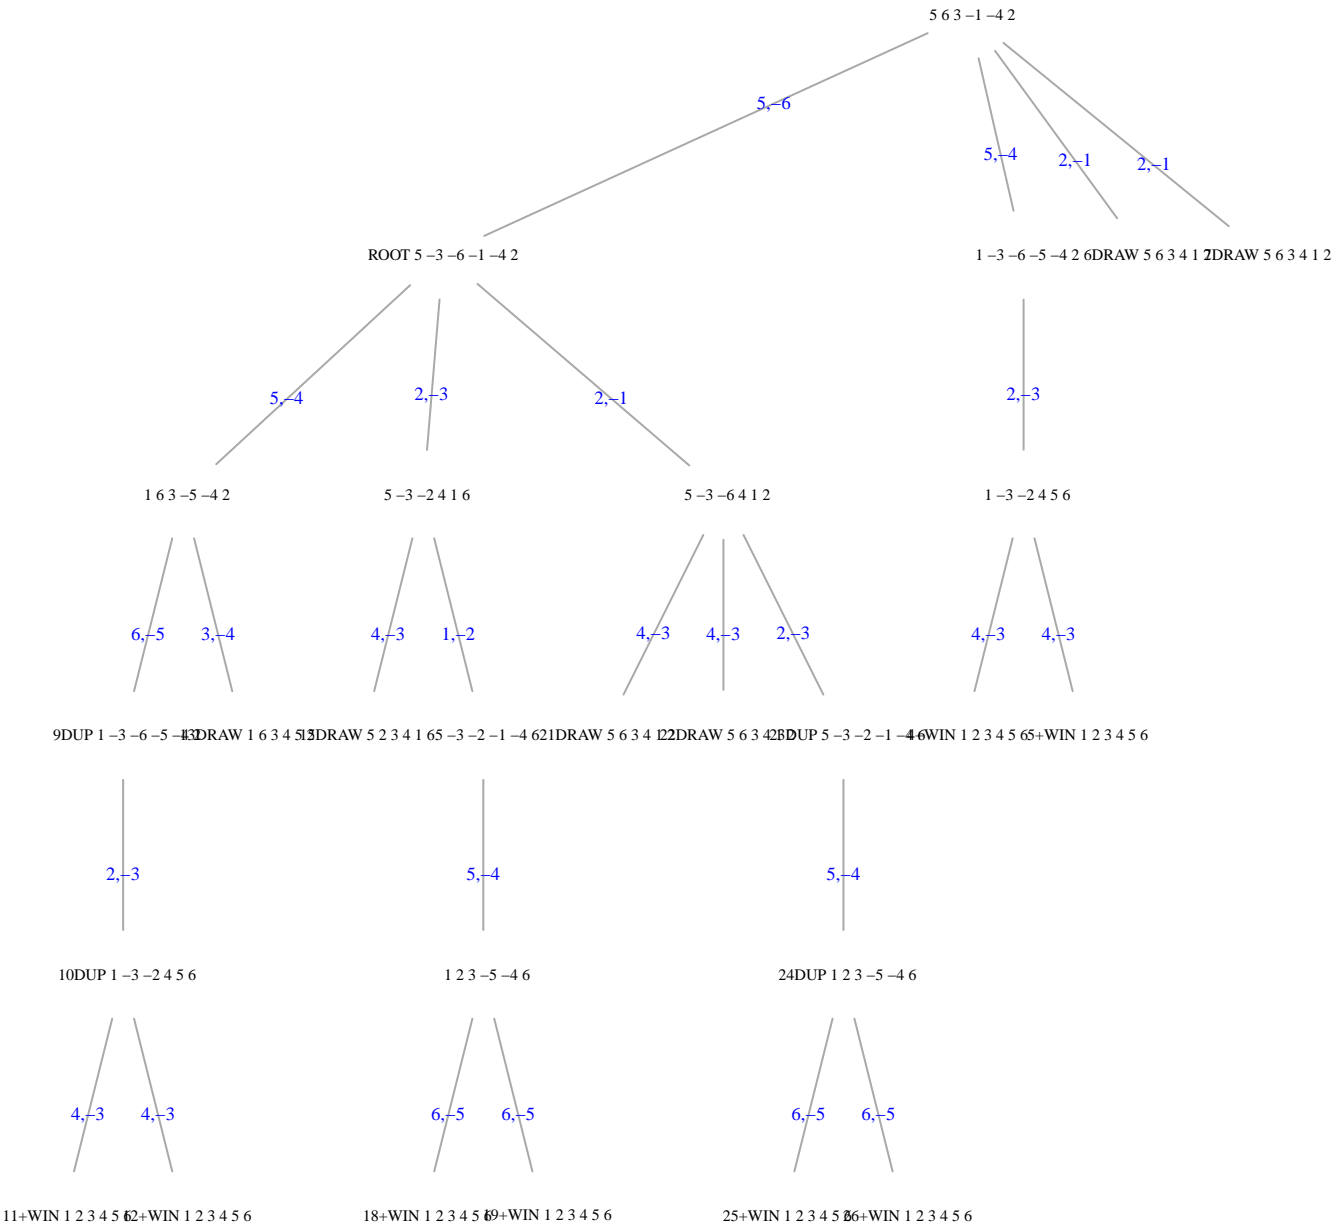 5 6 3 –1 –4 2
5,–6
5,–4
2,–1
2,–1
ROOT 5 –3 –6 –1 –4 2
1 –3 –6 –5 –4 2
6DRAW 5 6 3 4 1 2
7DRAW 5 6 3 4 1 2
5,–4
2,–3
2,–1
2,–3
1 6 3 –5 –4 2
5 –3 –2 4 1 6
5 –3 –6 4 1 2
1 –3 –2 4 5 6
6,–5
3,–4
4,–3
1,–2
4,–3
4,–3
2,–3
4,–3
4,–3
9DUP 1 –3 –6 –5 –4 2
13DRAW 1 6 3 4 5 2
15DRAW 5 2 3 4 1 6
5 –3 –2 –1 –4 6
21DRAW 5 6 3 4 1 2
22DRAW 5 6 3 4 1 2
23DUP 5 –3 –2 –1 –4 6
4+WIN 1 2 3 4 5 6
5+WIN 1 2 3 4 5 6
2,–3
5,–4
5,–4
10DUP 1 –3 –2 4 5 6
1 2 3 –5 –4 6
24DUP 1 2 3 –5 –4 6
4,–3
4,–3
6,–5
6,–5
6,–5
6,–5
11+WIN 1 2 3 4 5 6
12+WIN 1 2 3 4 5 6
18+WIN 1 2 3 4 5 6
19+WIN 1 2 3 4 5 6
25+WIN 1 2 3 4 5 6
26+WIN 1 2 3 4 5 6